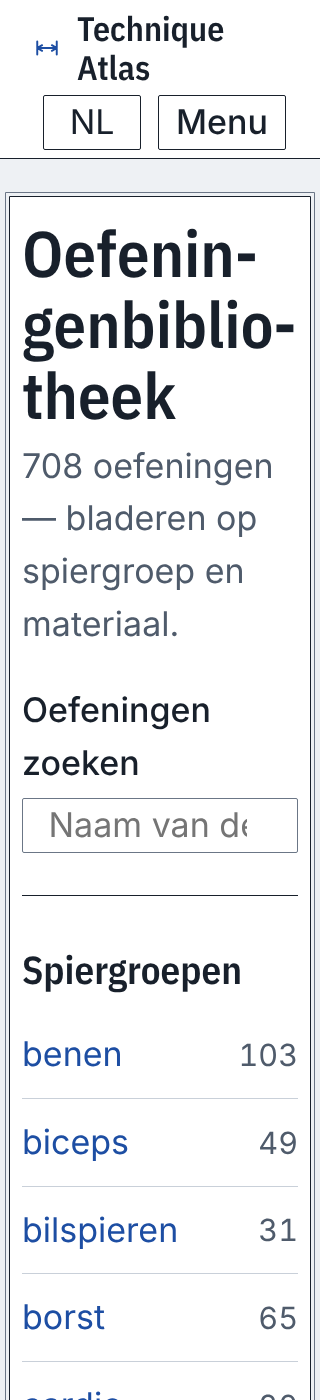 Technique
Atlas
NL
Menu
Oefenin-
genbiblio-
theek
708 oefeningen
— bladeren op
spiergroep en
materiaal.
Oefeningen
zoeken
Naam van de
Spiergroepen
benen 103
biceps 49
bilspieren 31
borst 65